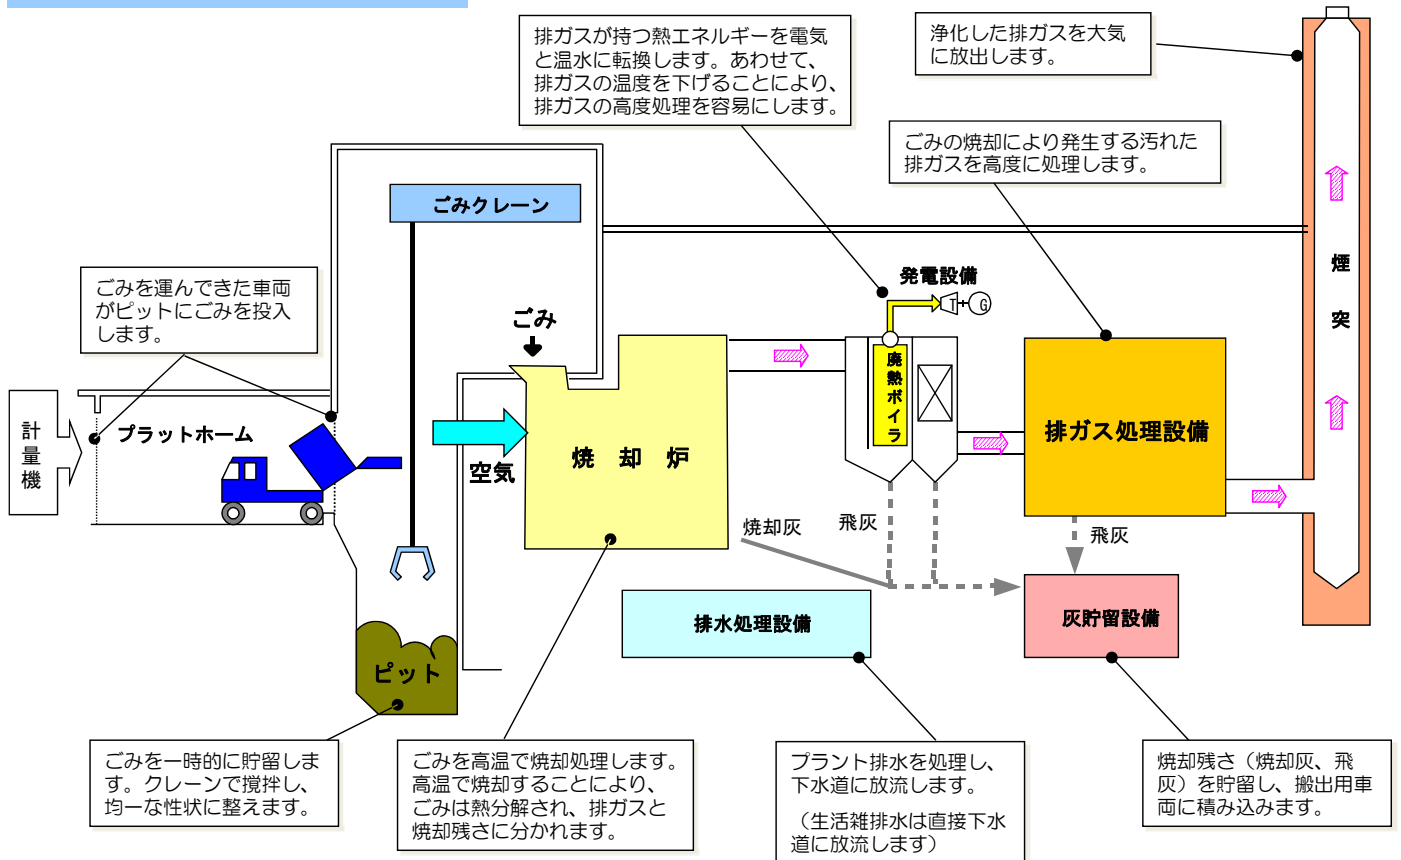 排ガスが持つ熱エネルギーを電気
と温水に転換します。あわせて、
排ガスの温度を下げることにより、
排ガスの高度処理を容易にします。
浄化した排ガスを大気
に放出します。
ごみの焼却により発生する汚れた
排ガスを高度に処理します。
ごみクレーン
ごみを運んできた車両
がピットにごみを投入
します。
発電設備
T
G
煙突
ごみ
廃熱ボイラ
計量機
プラットホーム
空気
焼却炉
排ガス処理設備
焼却灰
飛灰
飛灰
排水処理設備
灰貯留設備
ピット
ごみを一時的に貯留しま
す。クレーンで撹拌し、
均一な性状に整えます。
ごみを高温で焼却処理します。
高温で焼却することにより、
ごみは熱分解され、排ガスと
焼却残さに分かれます。
プラント排水を処理し、
下水道に放流します。
（生活雑排水は直接下水
道に放流します）
焼却残さ（焼却灰、飛
灰）を貯留し、搬出用車
両に積み込みます。